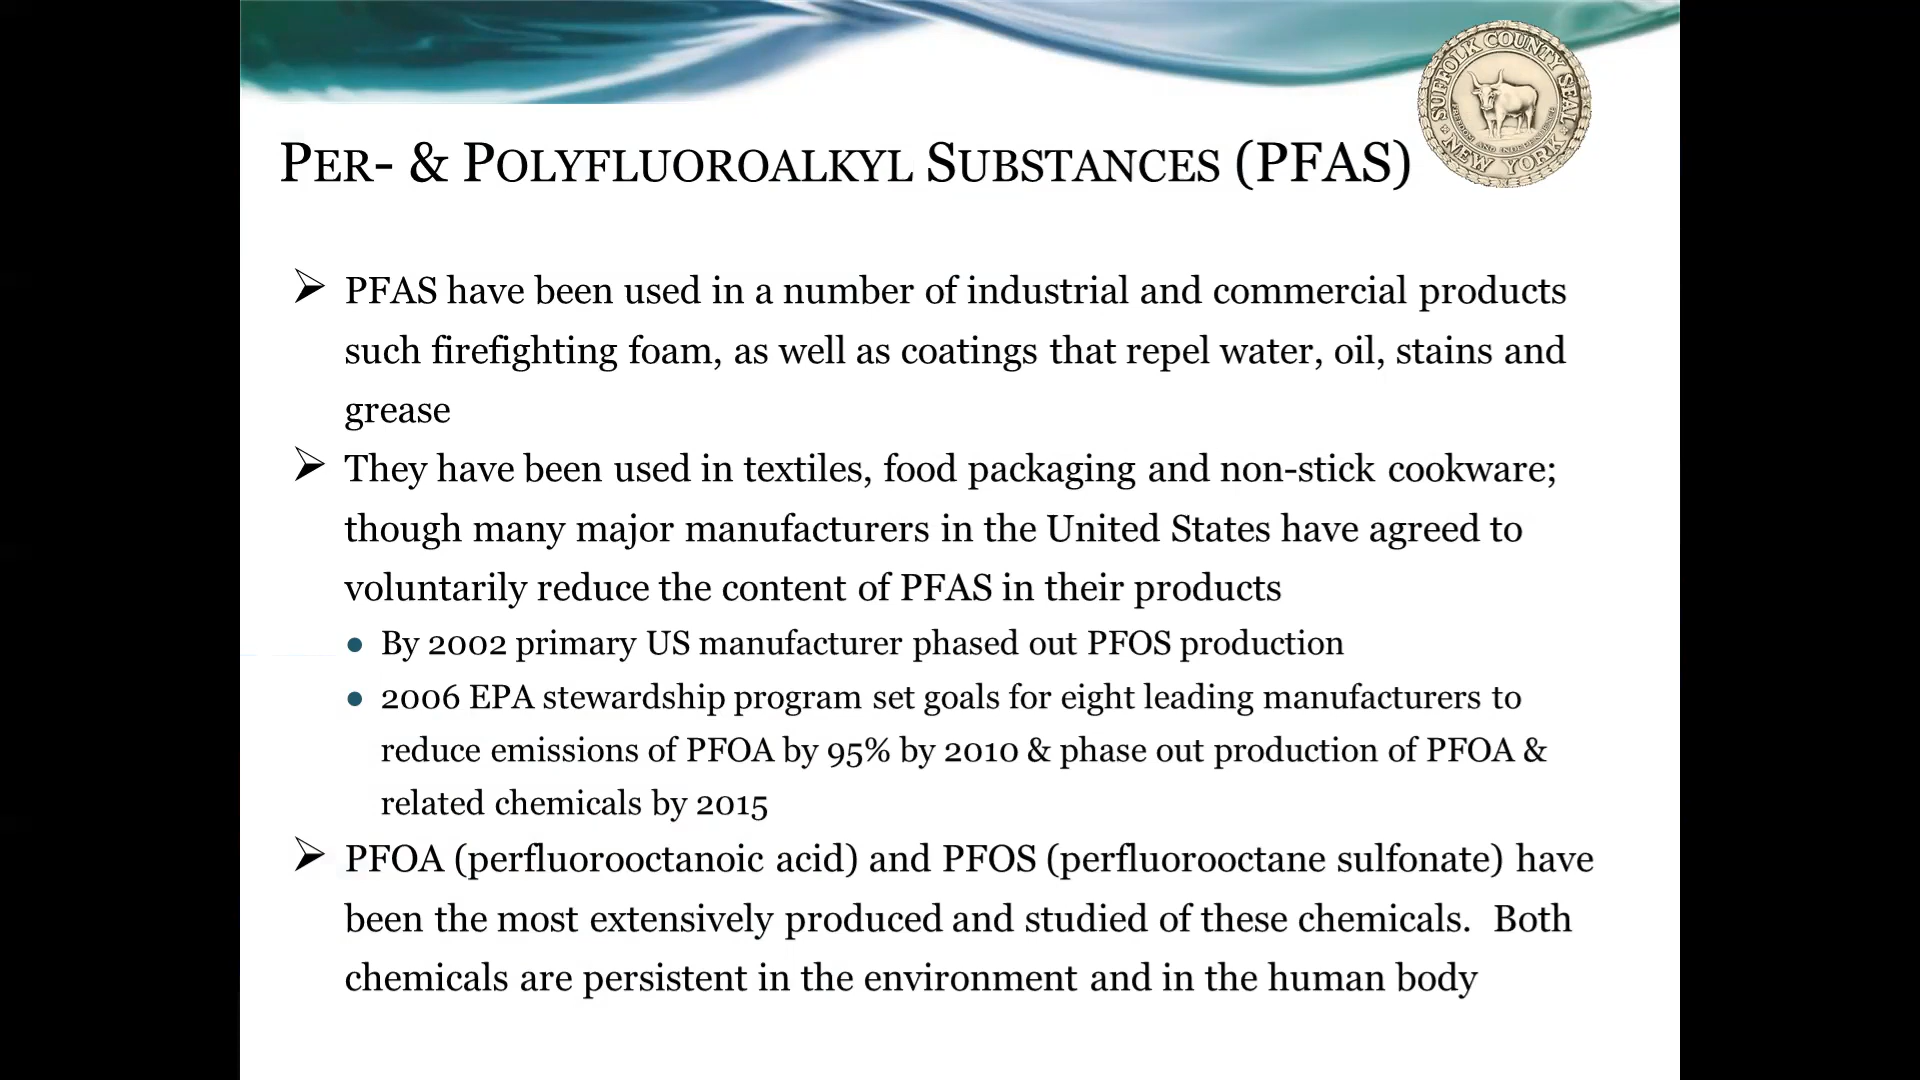 PER- & POLYFLUOROALKYL SUBSTANCES (PFAS)
SUFFOLK COUNTY SEAL
NEW YORK
PFAS have been used in a number of industrial and commercial products
such firefighting foam, as well as coatings that repel water, oil, stains and
grease
They have been used in textiles, food packaging and non-stick cookware;
though many major manufacturers in the United States have agreed to
voluntarily reduce the content of PFAS in their products
By 2002 primary US manufacturer phased out PFOS production
2006 EPA stewardship program set goals for eight leading manufacturers to
reduce emissions of PFOA by 95% by 2010 & phase out production of PFOA &
related chemicals by 2015
PFOA (perfluorooctanoic acid) and PFOS (perfluorooctane sulfonate) have
been the most extensively produced and studied of these chemicals.  Both
chemicals are persistent in the environment and in the human body